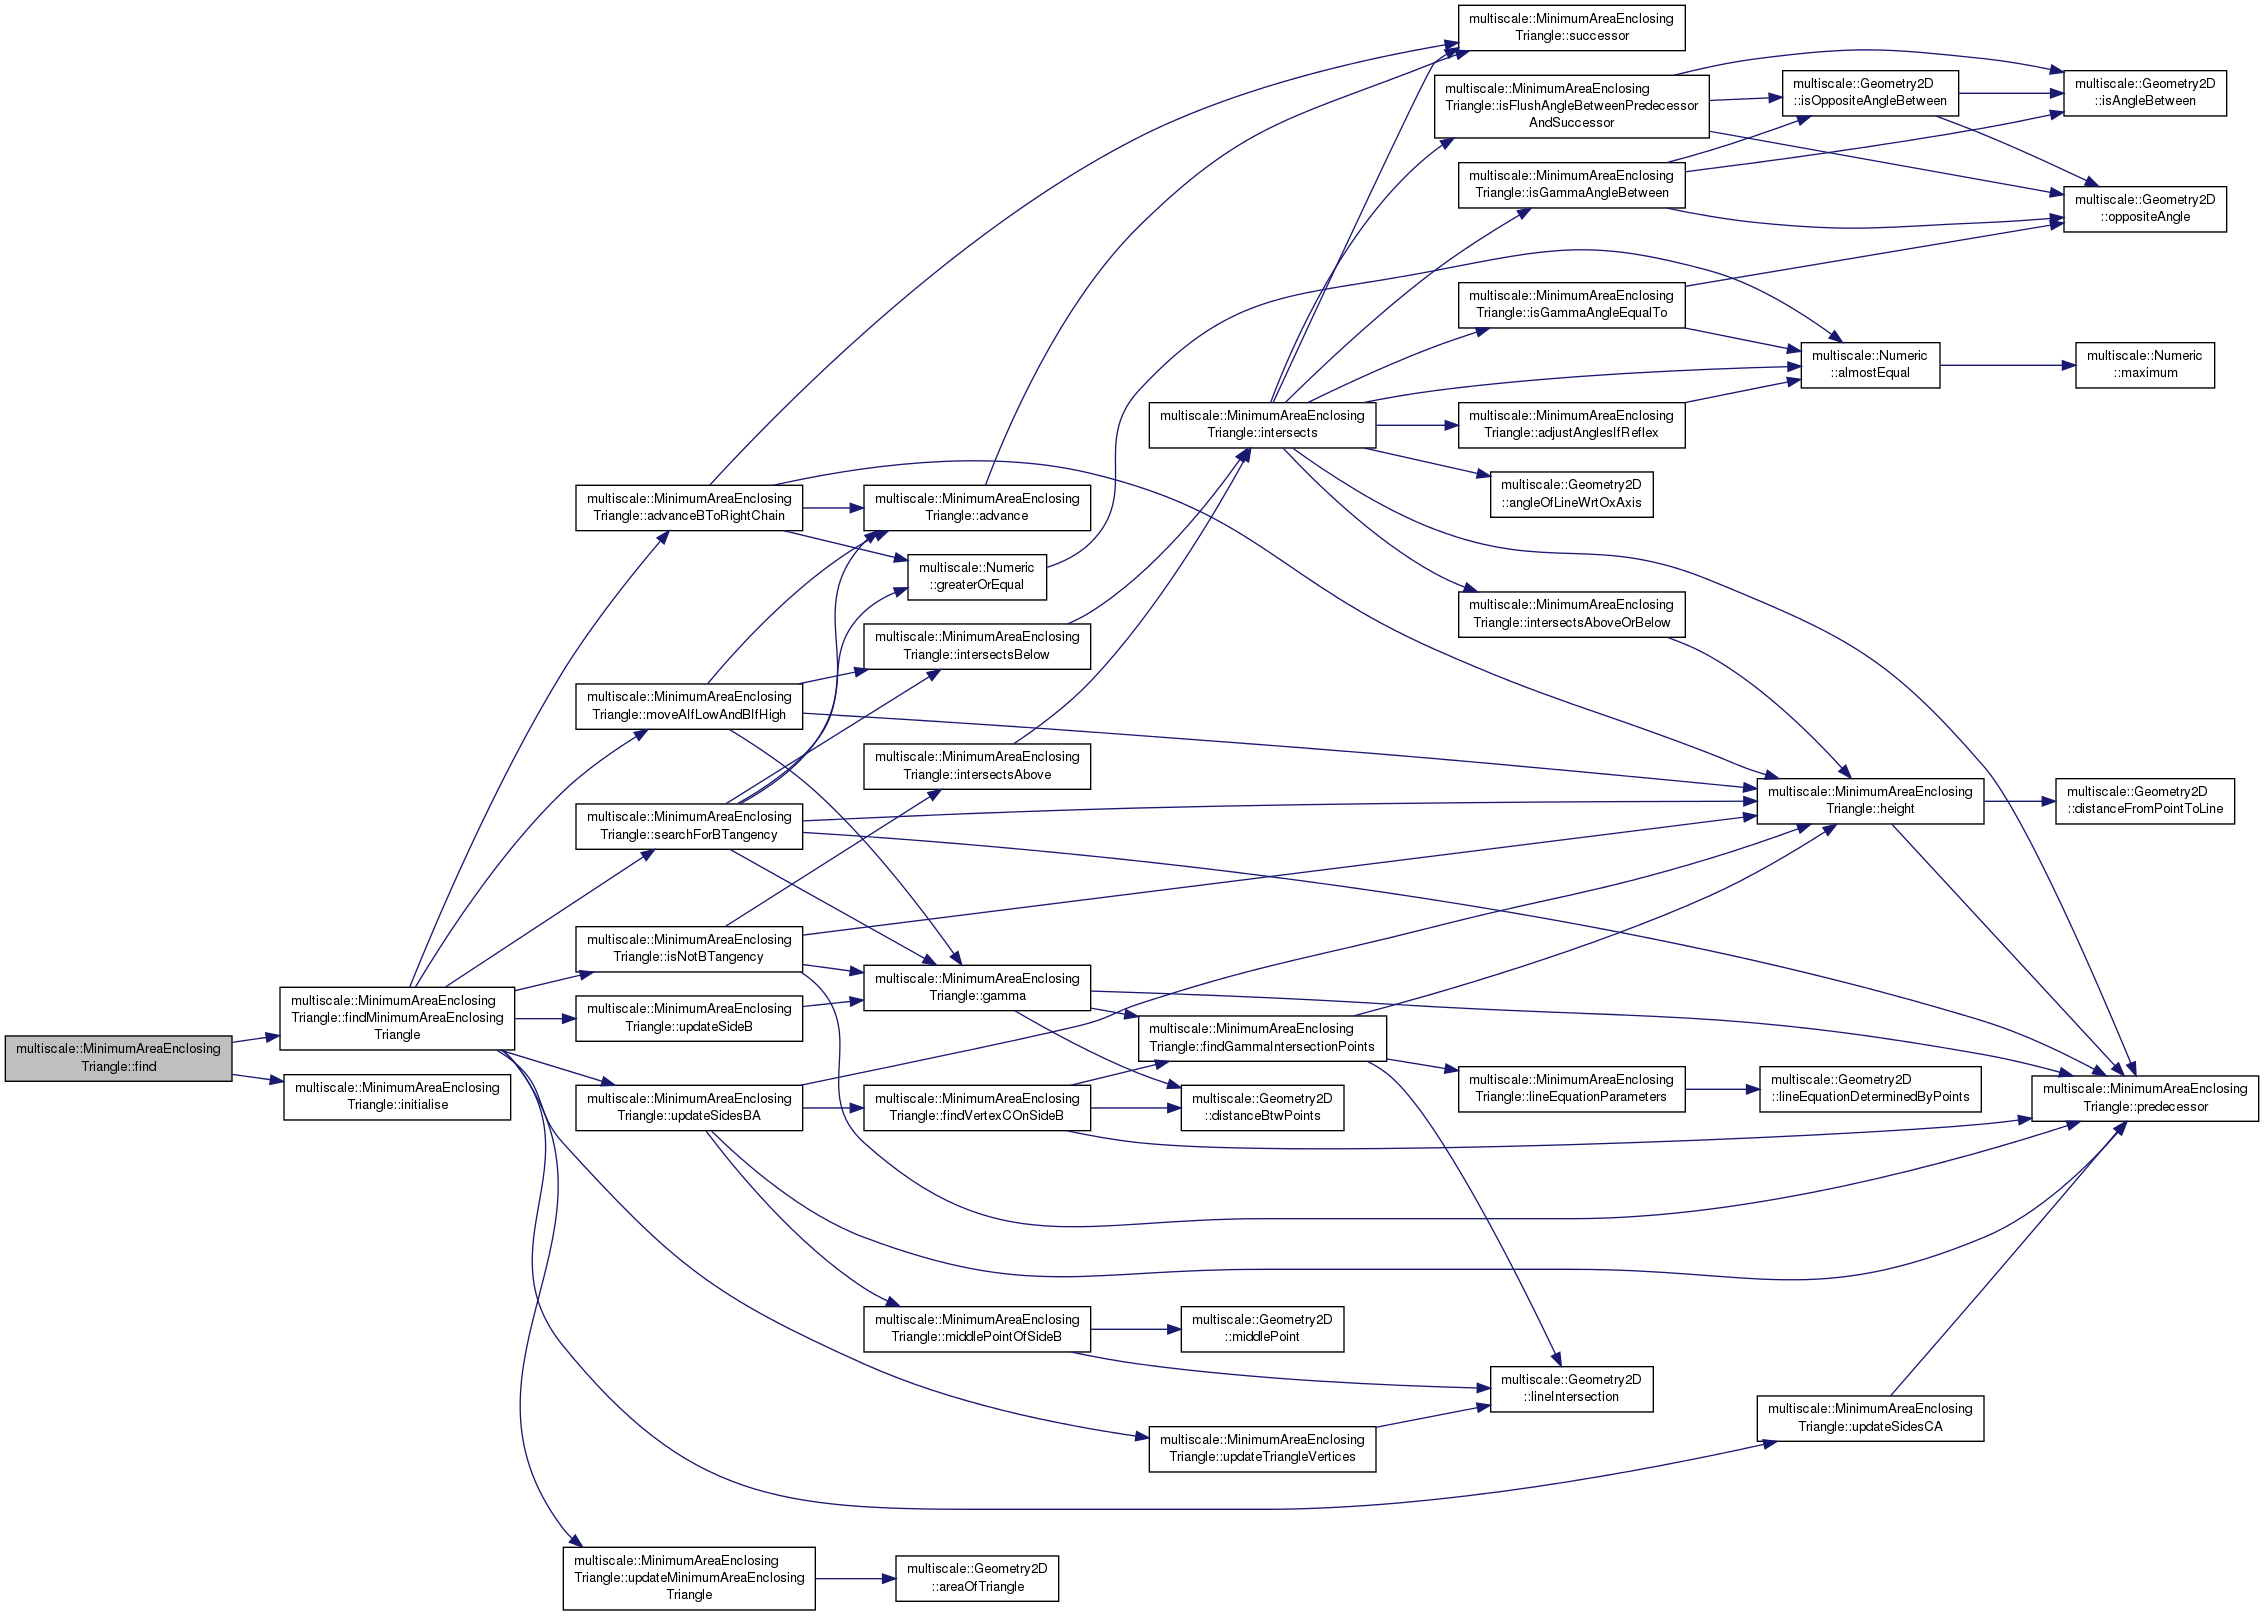 multiscale::MinimumAreaEnclosing
Triangle::find
multiscale::MinimumAreaEnclosing
Triangle::findMinimumAreaEnclosing
Triangle
multiscale::MinimumAreaEnclosing
Triangle::initialise
multiscale::MinimumAreaEnclosing
Triangle::advanceBToRightChain
multiscale::MinimumAreaEnclosing
Triangle::moveAIfLowAndBIfHigh
multiscale::MinimumAreaEnclosing
Triangle::searchForBTangency
multiscale::MinimumAreaEnclosing
Triangle::isNotBTangency
multiscale::MinimumAreaEnclosing
Triangle::updateSideB
multiscale::MinimumAreaEnclosing
Triangle::updateSidesBA
multiscale::MinimumAreaEnclosing
Triangle::updateMinimumAreaEnclosing
Triangle
multiscale::MinimumAreaEnclosing
Triangle::advance
multiscale::Numeric
::greaterOrEqual
multiscale::MinimumAreaEnclosing
Triangle::intersectsBelow
multiscale::MinimumAreaEnclosing
Triangle::intersectsAbove
multiscale::MinimumAreaEnclosing
Triangle::gamma
multiscale::MinimumAreaEnclosing
Triangle::findVertexCOnSideB
multiscale::MinimumAreaEnclosing
Triangle::middlePointOfSideB
multiscale::Geometry2D
::areaOfTriangle
multiscale::MinimumAreaEnclosing
Triangle::intersects
multiscale::MinimumAreaEnclosing
Triangle::findGammaIntersectionPoints
multiscale::Geometry2D
::distanceBtwPoints
multiscale::Geometry2D
::middlePoint
multiscale::MinimumAreaEnclosing
Triangle::updateTriangleVertices
multiscale::MinimumAreaEnclosing
Triangle::successor
multiscale::MinimumAreaEnclosing
Triangle::isFlushAngleBetweenPredecessor
AndSuccessor
multiscale::MinimumAreaEnclosing
Triangle::isGammaAngleBetween
multiscale::MinimumAreaEnclosing
Triangle::isGammaAngleEqualTo
multiscale::MinimumAreaEnclosing
Triangle::adjustAnglesIfReflex
multiscale::Geometry2D
::angleOfLineWrtOxAxis
multiscale::MinimumAreaEnclosing
Triangle::intersectsAboveOrBelow
multiscale::MinimumAreaEnclosing
Triangle::lineEquationParameters
multiscale::Geometry2D
::lineIntersection
multiscale::Geometry2D
::isOppositeAngleBetween
multiscale::Numeric
::almostEqual
multiscale::MinimumAreaEnclosing
Triangle::height
multiscale::Geometry2D
::lineEquationDeterminedByPoints
multiscale::MinimumAreaEnclosing
Triangle::updateSidesCA
multiscale::Geometry2D
::isAngleBetween
multiscale::Geometry2D
::oppositeAngle
multiscale::Numeric
::maximum
multiscale::Geometry2D
::distanceFromPointToLine
multiscale::MinimumAreaEnclosing
Triangle::predecessor